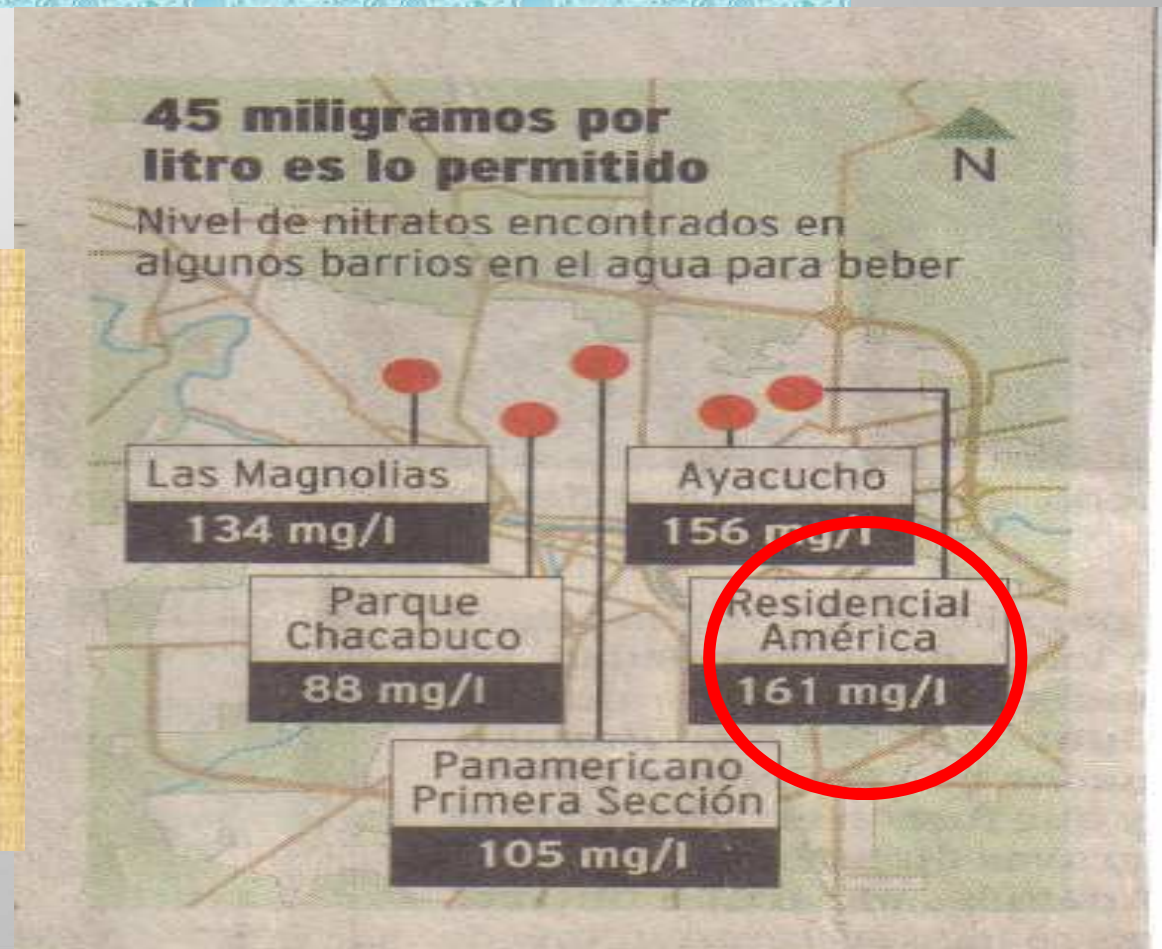 45 miligramos por
litro es lo permitido
N
Nivel de nitratos encontrados en
algunos barrios en el agua para beber
Las Magnolias
134 mg/l
Ayacucho
156 mg/l
Parque
Chacabuco
88 mg/l
Residencial
América
161 mg/l
Panamericano
Primera Sección
105 mg/l